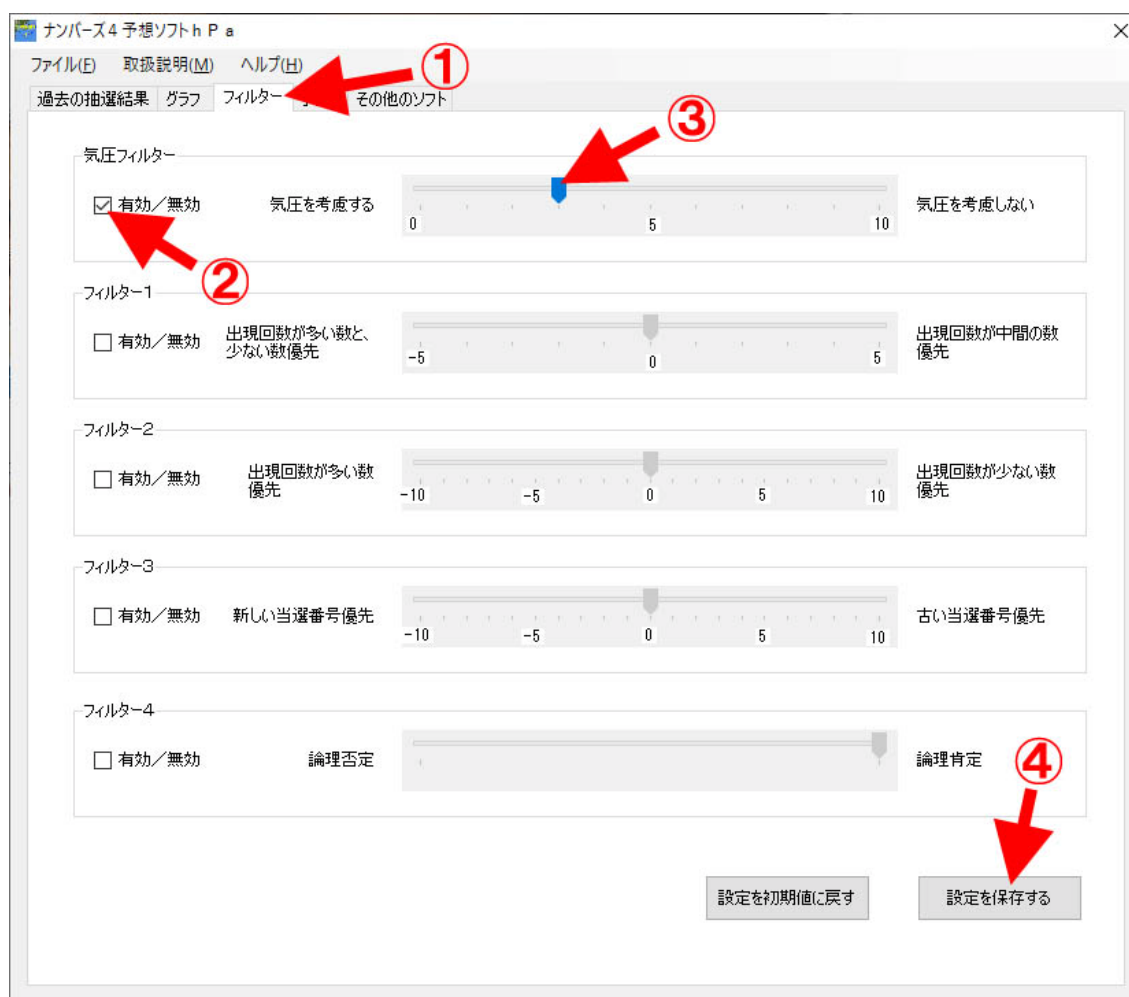 ナンバーズ4 予想ソフトhPa
ファイル(F) 取扱説明(M) ヘルプ(H)
①
過去の抽選結果 グラフ フィルター その他のソフト
③
気圧フィルター
有効/無効 気圧を考慮する 0 5 10 気圧を考慮しない
②
フィルター1
有効/無効 出現回数が多い数と、
少ない数優先
-5 0 5
出現回数が中間の数
優先
フィルター2
有効/無効 出現回数が多い数
優先
-10 -5 0 5 10
出現回数が少ない数
優先
フィルター3
有効/無効 新しい当選番号優先 -10 -5 0 5 10 古い当選番号優先
フィルター4
有効/無効 論理否定 論理肯定
④
設定を初期値に戻す 設定を保存する